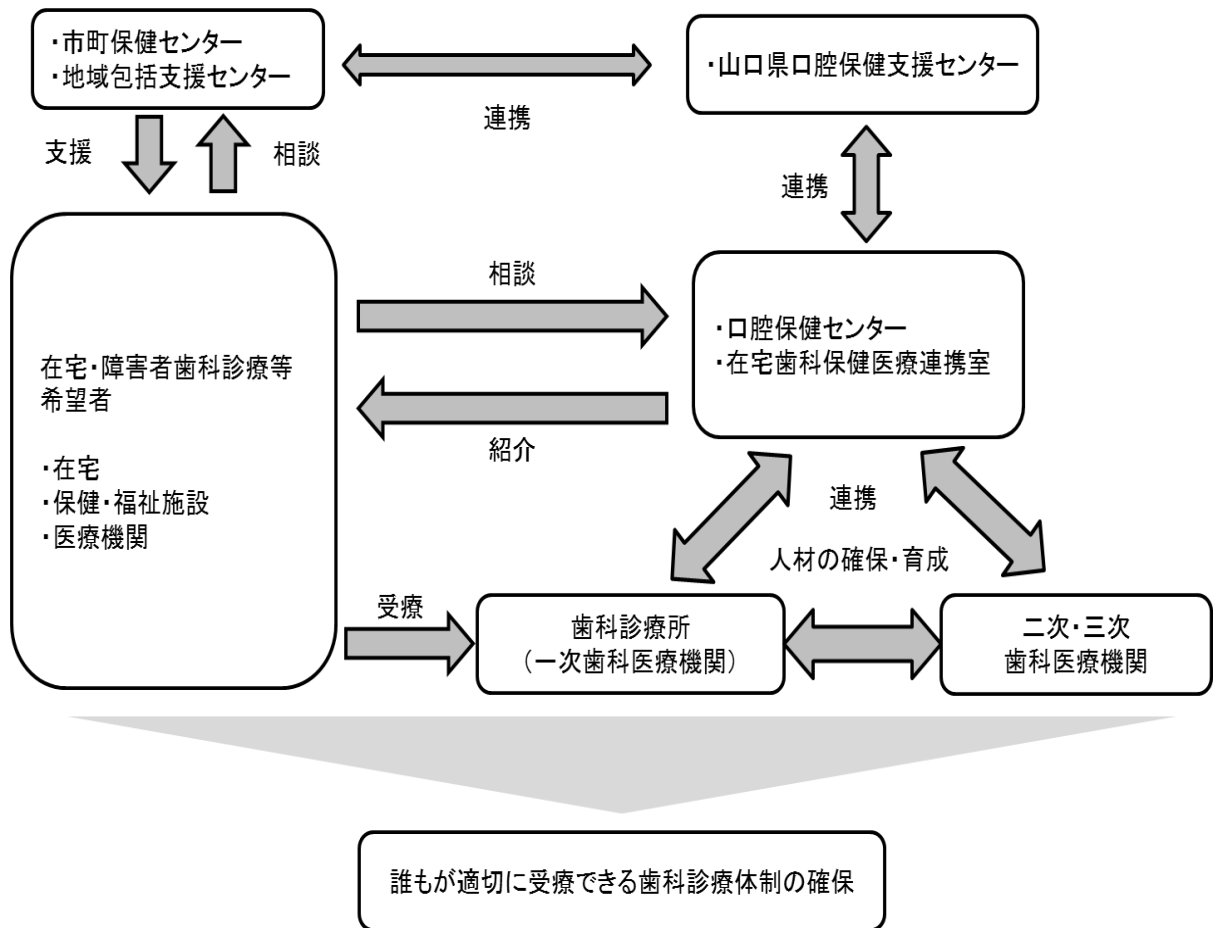 ・市町保健センター
・地域包括支援センター
・山口県口腔保健支援センター
連携
支援
相談
連携
相談
・口腔保健センター
・在宅歯科保健医療連携室
在宅・障害者歯科診療等
希望者
・在宅
・保健・福祉施設
・医療機関
紹介
連携
人材の確保・育成
受療
歯科診療所
（一次歯科医療機関）
二次・三次
歯科医療機関
誰もが適切に受療できる歯科診療体制の確保